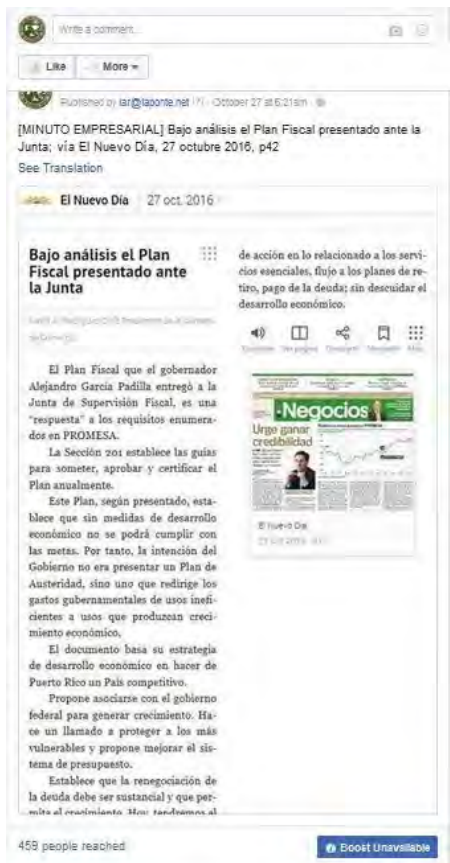 Write a comment...
Like More
Published by iar@laponte.net October 27 at 6:21am
[MINUTO EMPRESARIAL] Bajo análisis el Plan Fiscal presentado ante la
Junta; vía El Nuevo Día, 27 octubre 2016, p42
See Translation
El Nuevo Día 27 oct. 2016
Bajo análisis el Plan
Fiscal presentado ante
la Junta
El Plan Fiscal que el gobernador
Alejandro García Padilla entregó a la
Junta de Supervisión Fiscal, es una
"respuesta" a los requisitos enumera-
dos en PROMESA.
La Sección 201 establece las guías
para someter, aprobar y certificar el
Plan anualmente.
Este Plan, según presentado, esta-
blece que sin medidas de desarrollo
económico no se podrá cumplir con
las metas. Por tanto, la intención del
Gobierno no era presentar un Plan de
Austeridad, sino uno que redirige los
gastos gubernamentales de usos inefi-
cientes a usos que produzcan creci-
miento económico.
El documento basa su estrategia
de desarrollo económico en hacer de
Puerto Rico un País competitivo.
Propone asociarse con el gobierno
federal para generar crecimiento. Ha-
ce un llamado a proteger a los más
vulnerables y propone mejorar el sis-
tema de presupuesto.
Establece que la renegociación de
la deuda debe ser sustancial y que per-
mita el crecimiento. Hoy tendremos el
de acción en lo relacionado a los servi-
cios esenciales, flujo a los planes de re-
tiro, pago de la deuda; sin descuidar el
desarrollo económico.
Negocios
Urge ganar
credibilidad
El Nuevo Día
459 people reached
Boost Unavailable